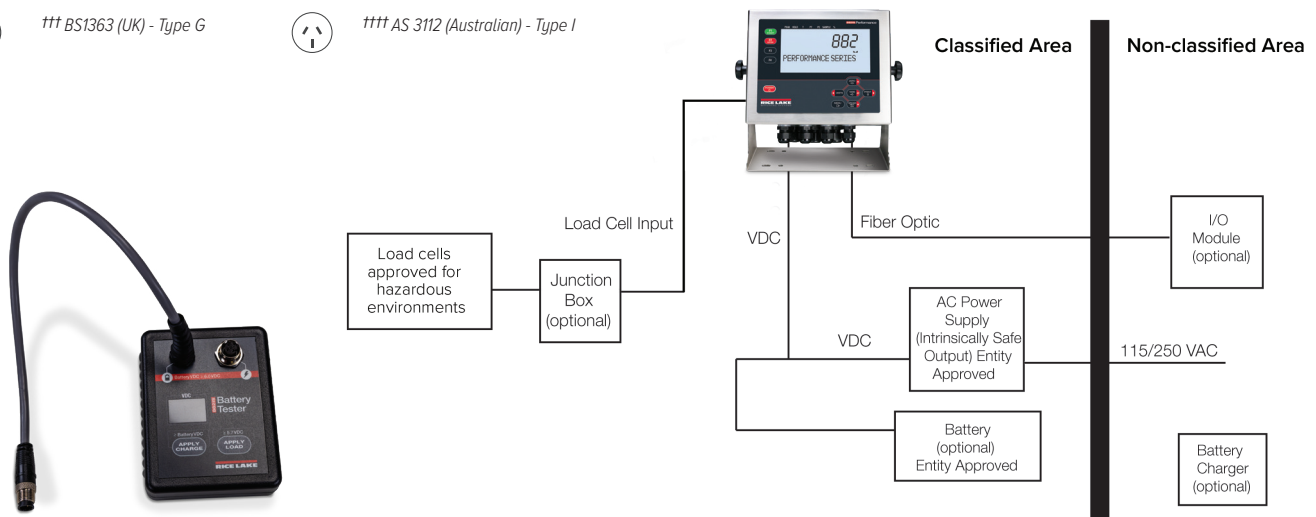 ††† BS1363 (UK) - Type G
†††† AS 3112 (Australian) - Type I
882
PERFORMANCE SERIES
RICE LAKE
Classified Area
Non-classified Area
Load Cell Input
VDC
Fiber Optic
I/O
Module
(optional)
Load cells
approved for
hazardous
environments
Junction
Box
(optional)
AC Power
Supply
(Intrinsically Safe
Output) Entity
Approved
VDC
115/250 VAC
Battery
(optional)
Entity Approved
Battery
Charger
(optional)
VDC
Battery
Tester
APPLY
CHARGE
APPLY
LOAD
RICE LAKE